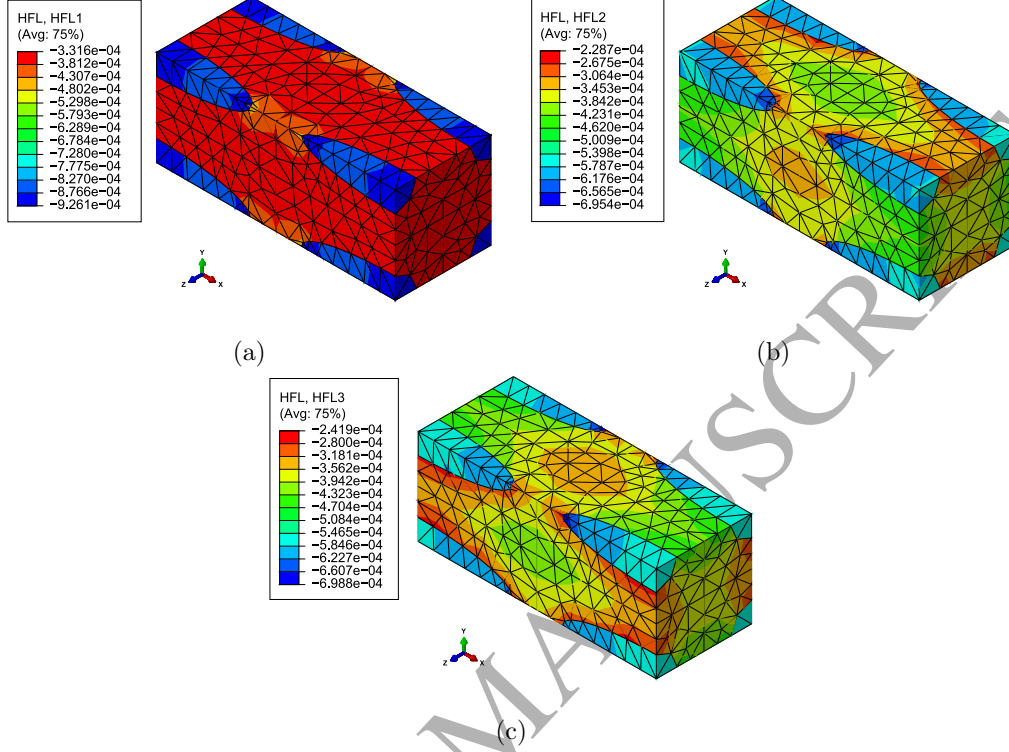 HFL, HFL1
(Avg: 75%)
−3.316e−04
−3.812e−04
−4.307e−04
−4.802e−04
−5.298e−04
−5.793e−04
−6.289e−04
−6.784e−04
−7.280e−04
−7.775e−04
−8.270e−04
−8.766e−04
−9.261e−04
Y
Z
X
(a)
HFL, HFL2
(Avg: 75%)
−2.287e−04
−2.675e−04
−3.064e−04
−3.453e−04
−3.842e−04
−4.231e−04
−4.620e−04
−5.009e−04
−5.398e−04
−5.787e−04
−6.176e−04
−6.565e−04
−6.954e−04
Y
Z
X
(b)
HFL, HFL3
(Avg: 75%)
−2.419e−04
−2.800e−04
−3.181e−04
−3.562e−04
−3.942e−04
−4.323e−04
−4.704e−04
−5.084e−04
−5.465e−04
−5.846e−04
−6.227e−04
−6.607e−04
−6.988e−04
Y
Z
X
(c)
MANUSCRI